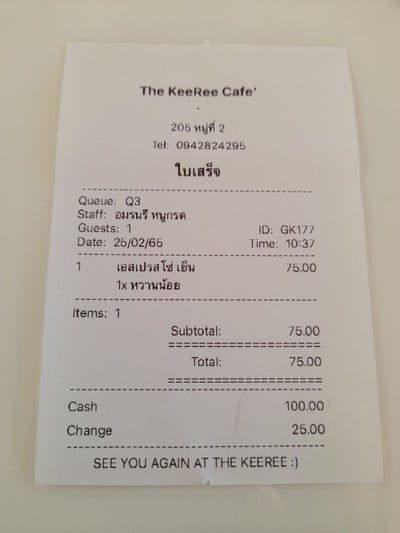 The KeeRee Cafe'
-
205 หมู่ที่ 2
Tel: 0942824295
ใบเสร็จ
Queue: Q3
Staff: อมรนรี หนูกรด
Guests: 1 ID: GK177
Date: 25/02/65 Time: 10:37
1 เอสเปรสโซ่ เย็น 75.00
1x หวานน้อย
Items: 1
Subtotal: 75.00
====================
Total: 75.00
====================
Cash 100.00
Change 25.00
SEE YOU AGAIN AT THE KEEREE :)